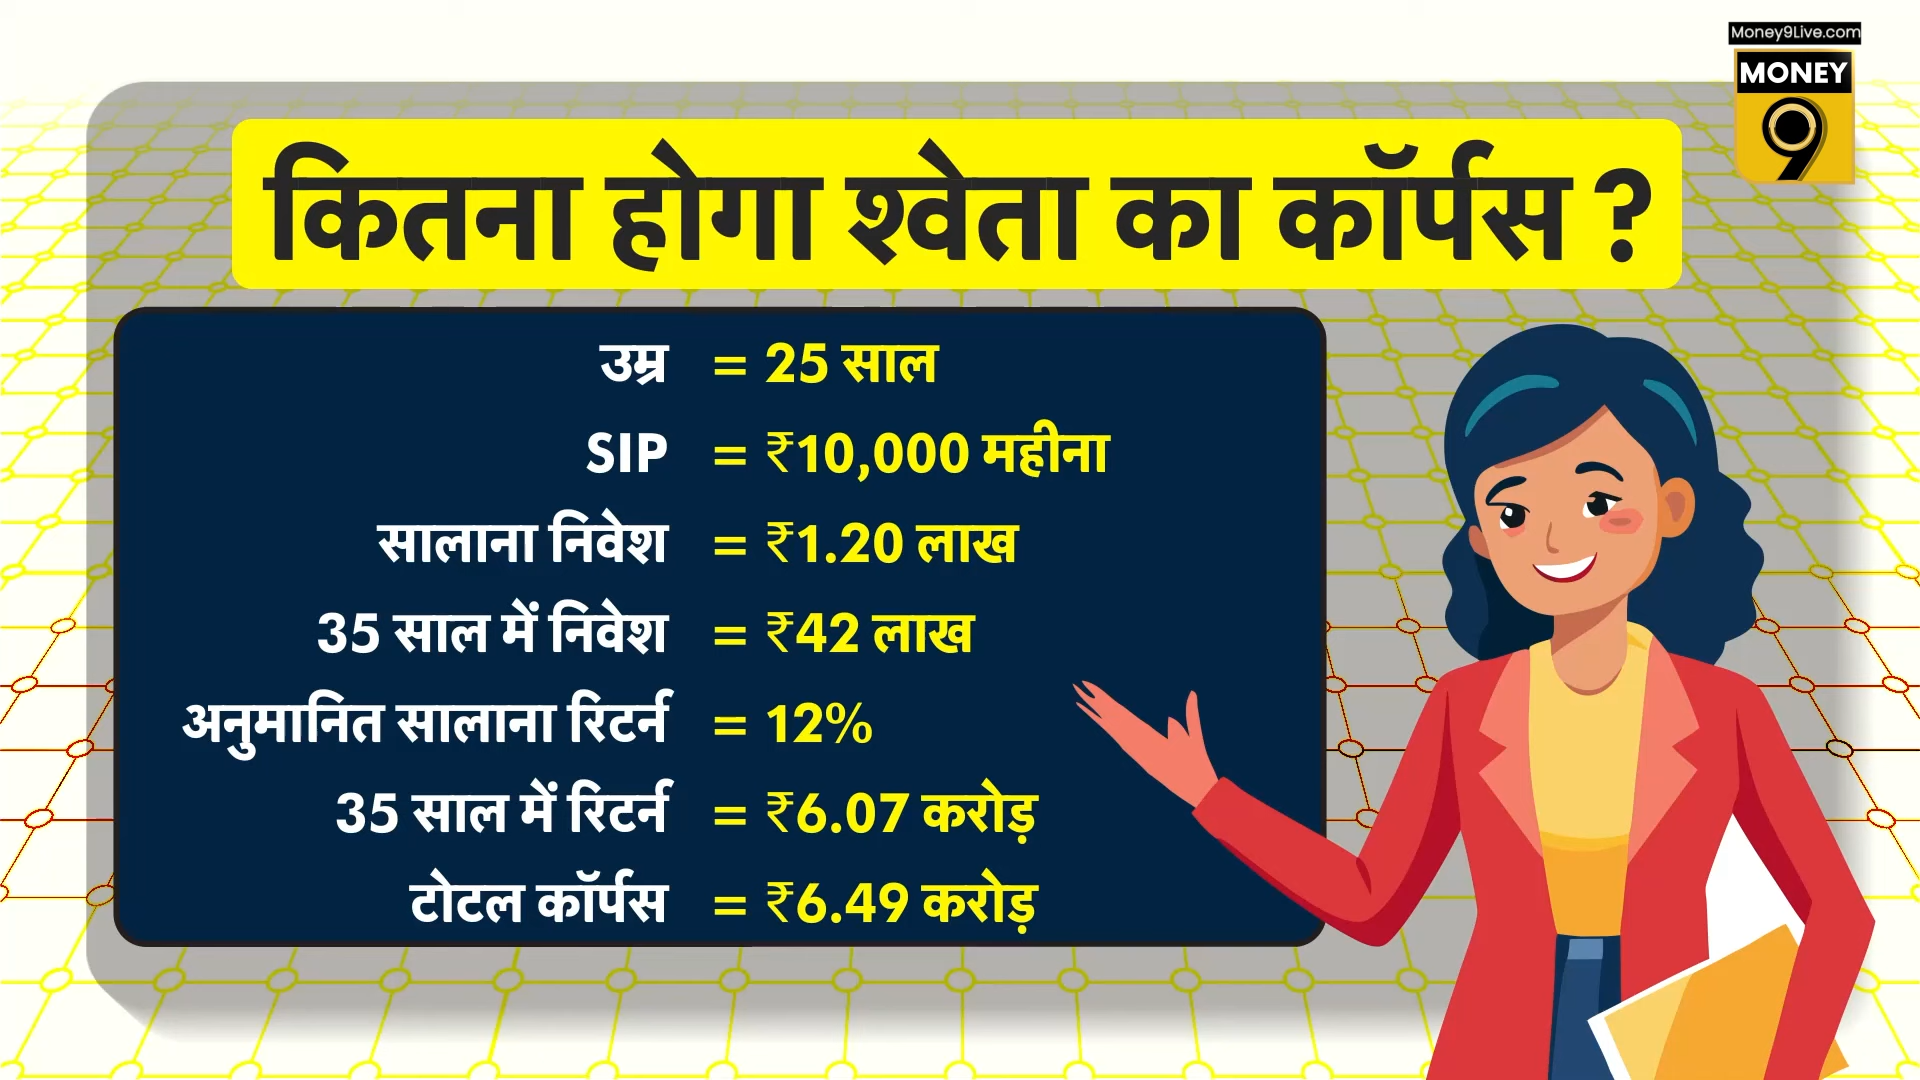 Money9Live.com
MONEY
9
कितना होगा श्वेता का कॉर्पस ?
उम्र = 25 साल
SIP = ₹10,000 महीना
सालाना निवेश = ₹1.20 लाख
35 साल में निवेश = ₹42 लाख
अनुमानित सालाना रिटर्न = 12%
35 साल में रिटर्न = ₹6.07 करोड़
टोटल कॉर्पस = ₹6.49 करोड़